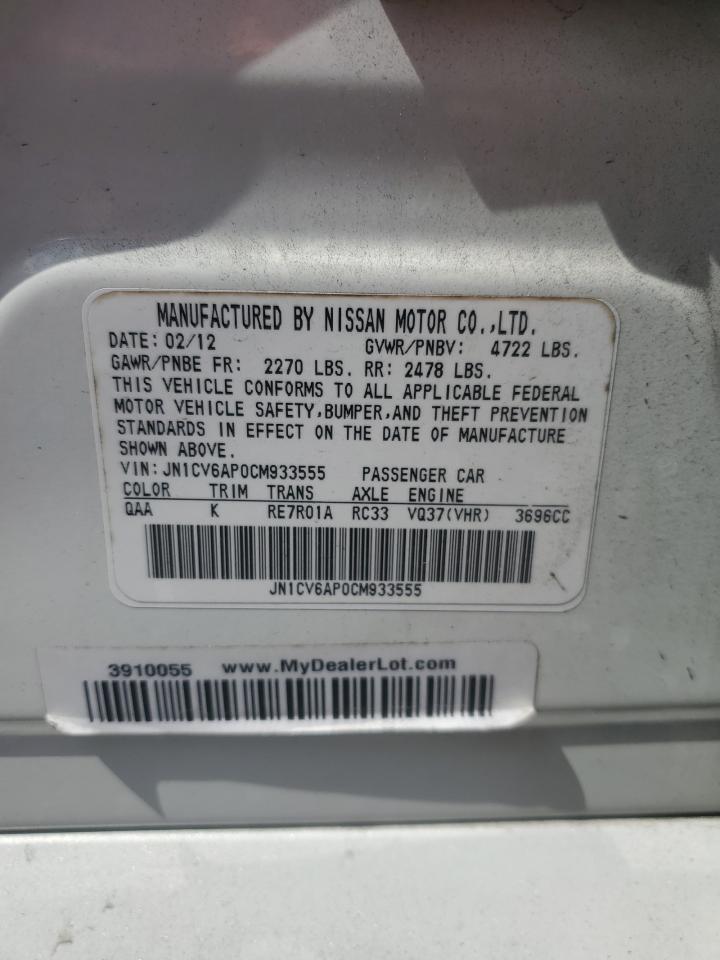 MANUFACTURED BY NISSAN MOTOR CO.,LTD.
DATE: 02/12 GVWR/PNBV: 4722 LBS.
GAWR/PNBE FR: 2270 LBS. RR: 2478 LBS.
THIS VEHICLE CONFORMS TO ALL APPLICABLE FEDERAL
MOTOR VEHICLE SAFETY,BUMPER,AND THEFT PREVENTION
STANDARDS IN EFFECT ON THE DATE OF MANUFACTURE
SHOWN ABOVE.
VIN:JN1CV6AP0CM933555 PASSENGER CAR
COLOR TRIM TRANS AXLE ENGINE
QAA K RE7R01A RC33 VQ37(VHR) 3696CC
JN1CV6AP0CM933555
3910055 www.MyDealerLot.com